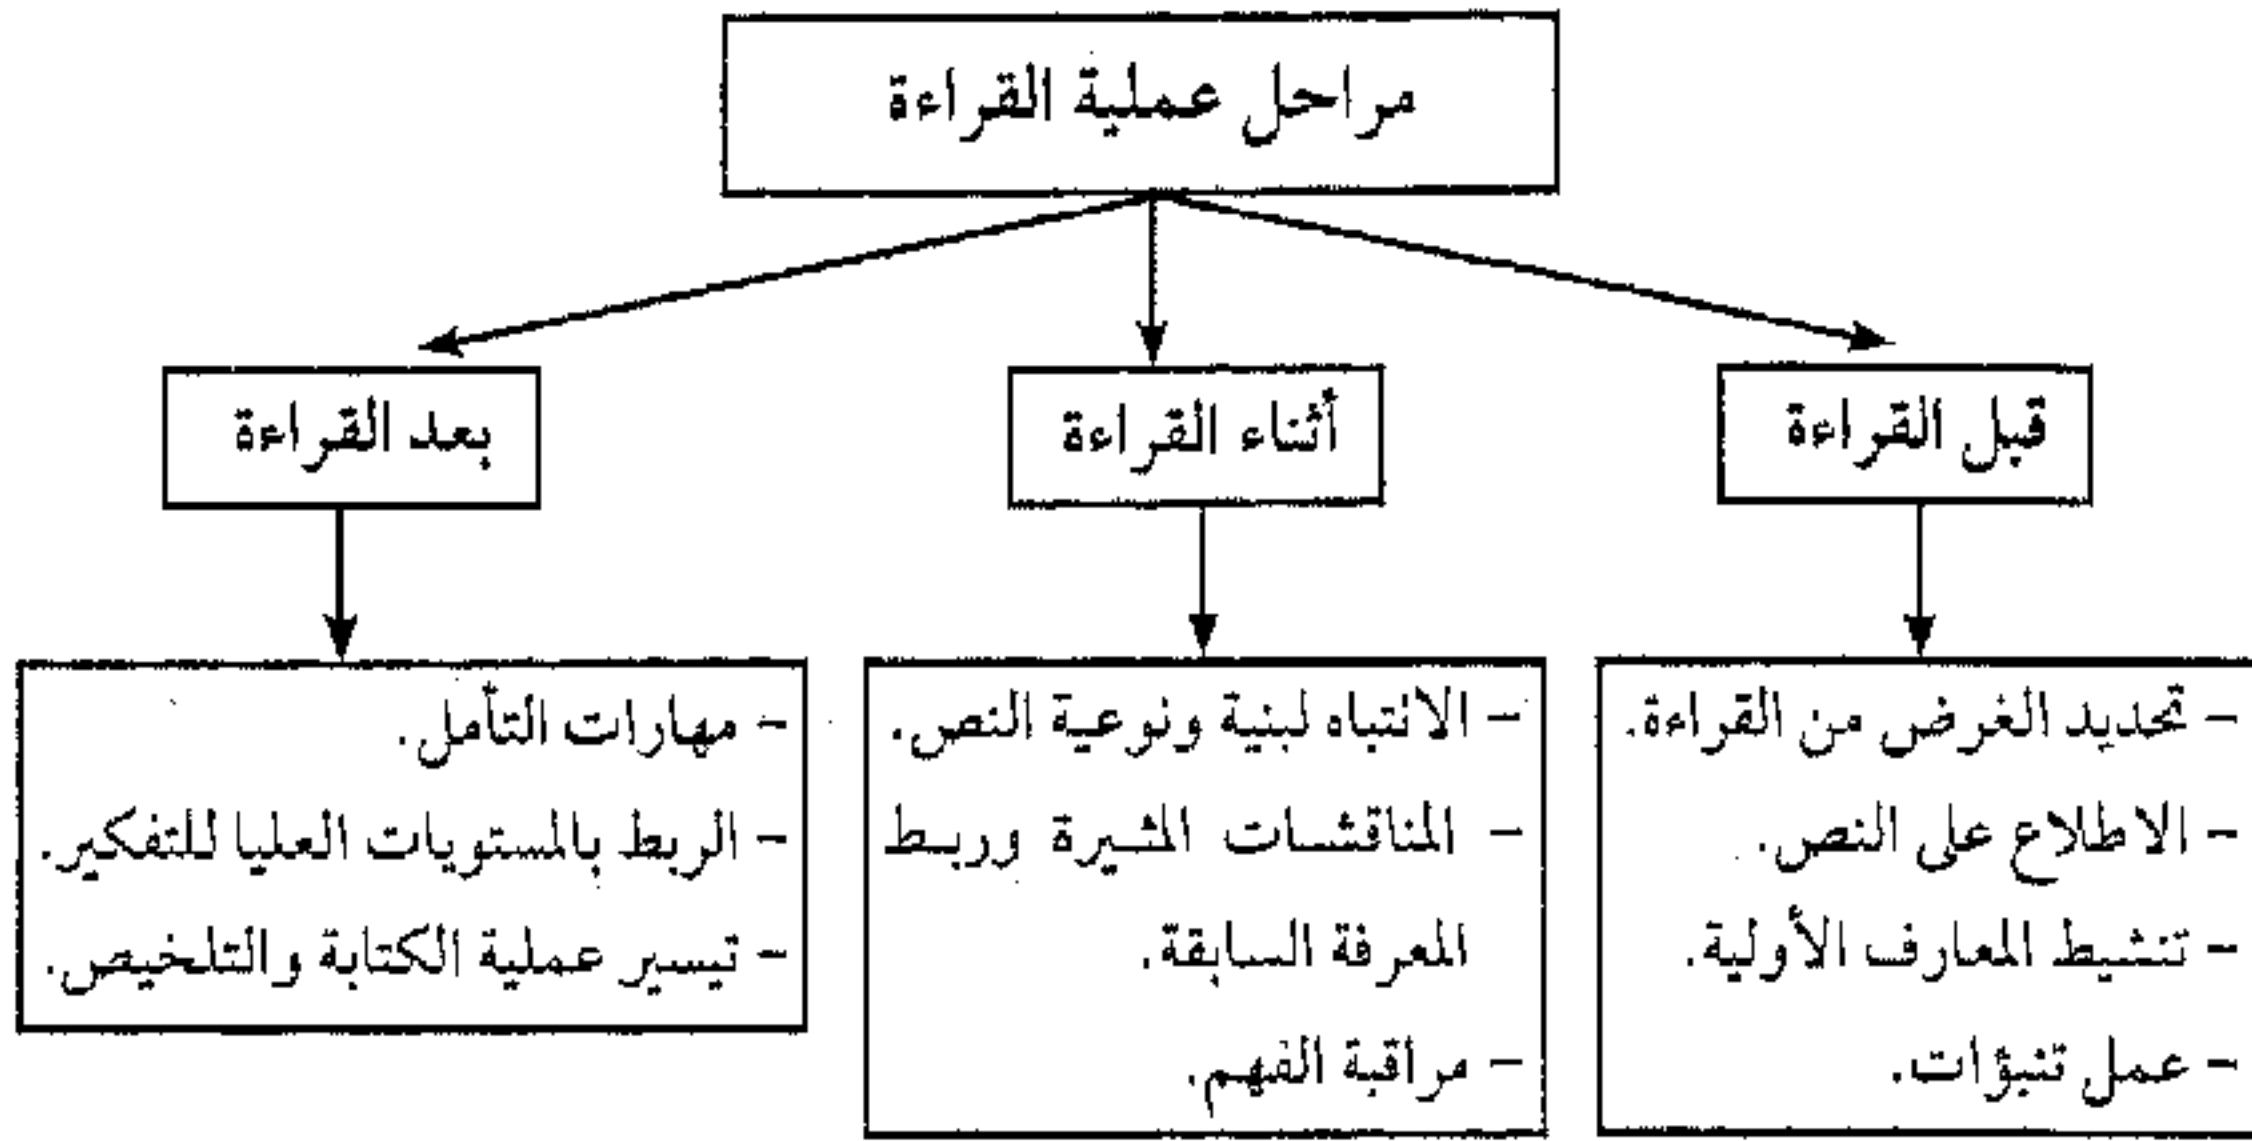 مراحل عملية القراءة
قبل القراءة
أثناء القراءة
بعد القراءة
- تحديد الغرض من القراءة.
- الاطلاع على النص.
- تنشيط المعارف الأولية.
- عمل تنبؤات.
- الانتباه لبنية ونوعية النص.
- المناقشات المثيرة وربط
المعرفة السابقة.
- مراقبة الفهم.
- مهارات التأمل.
- الربط بالمستويات العليا للتفكير.
- تيسير عملية الكتابة والتلخيص.